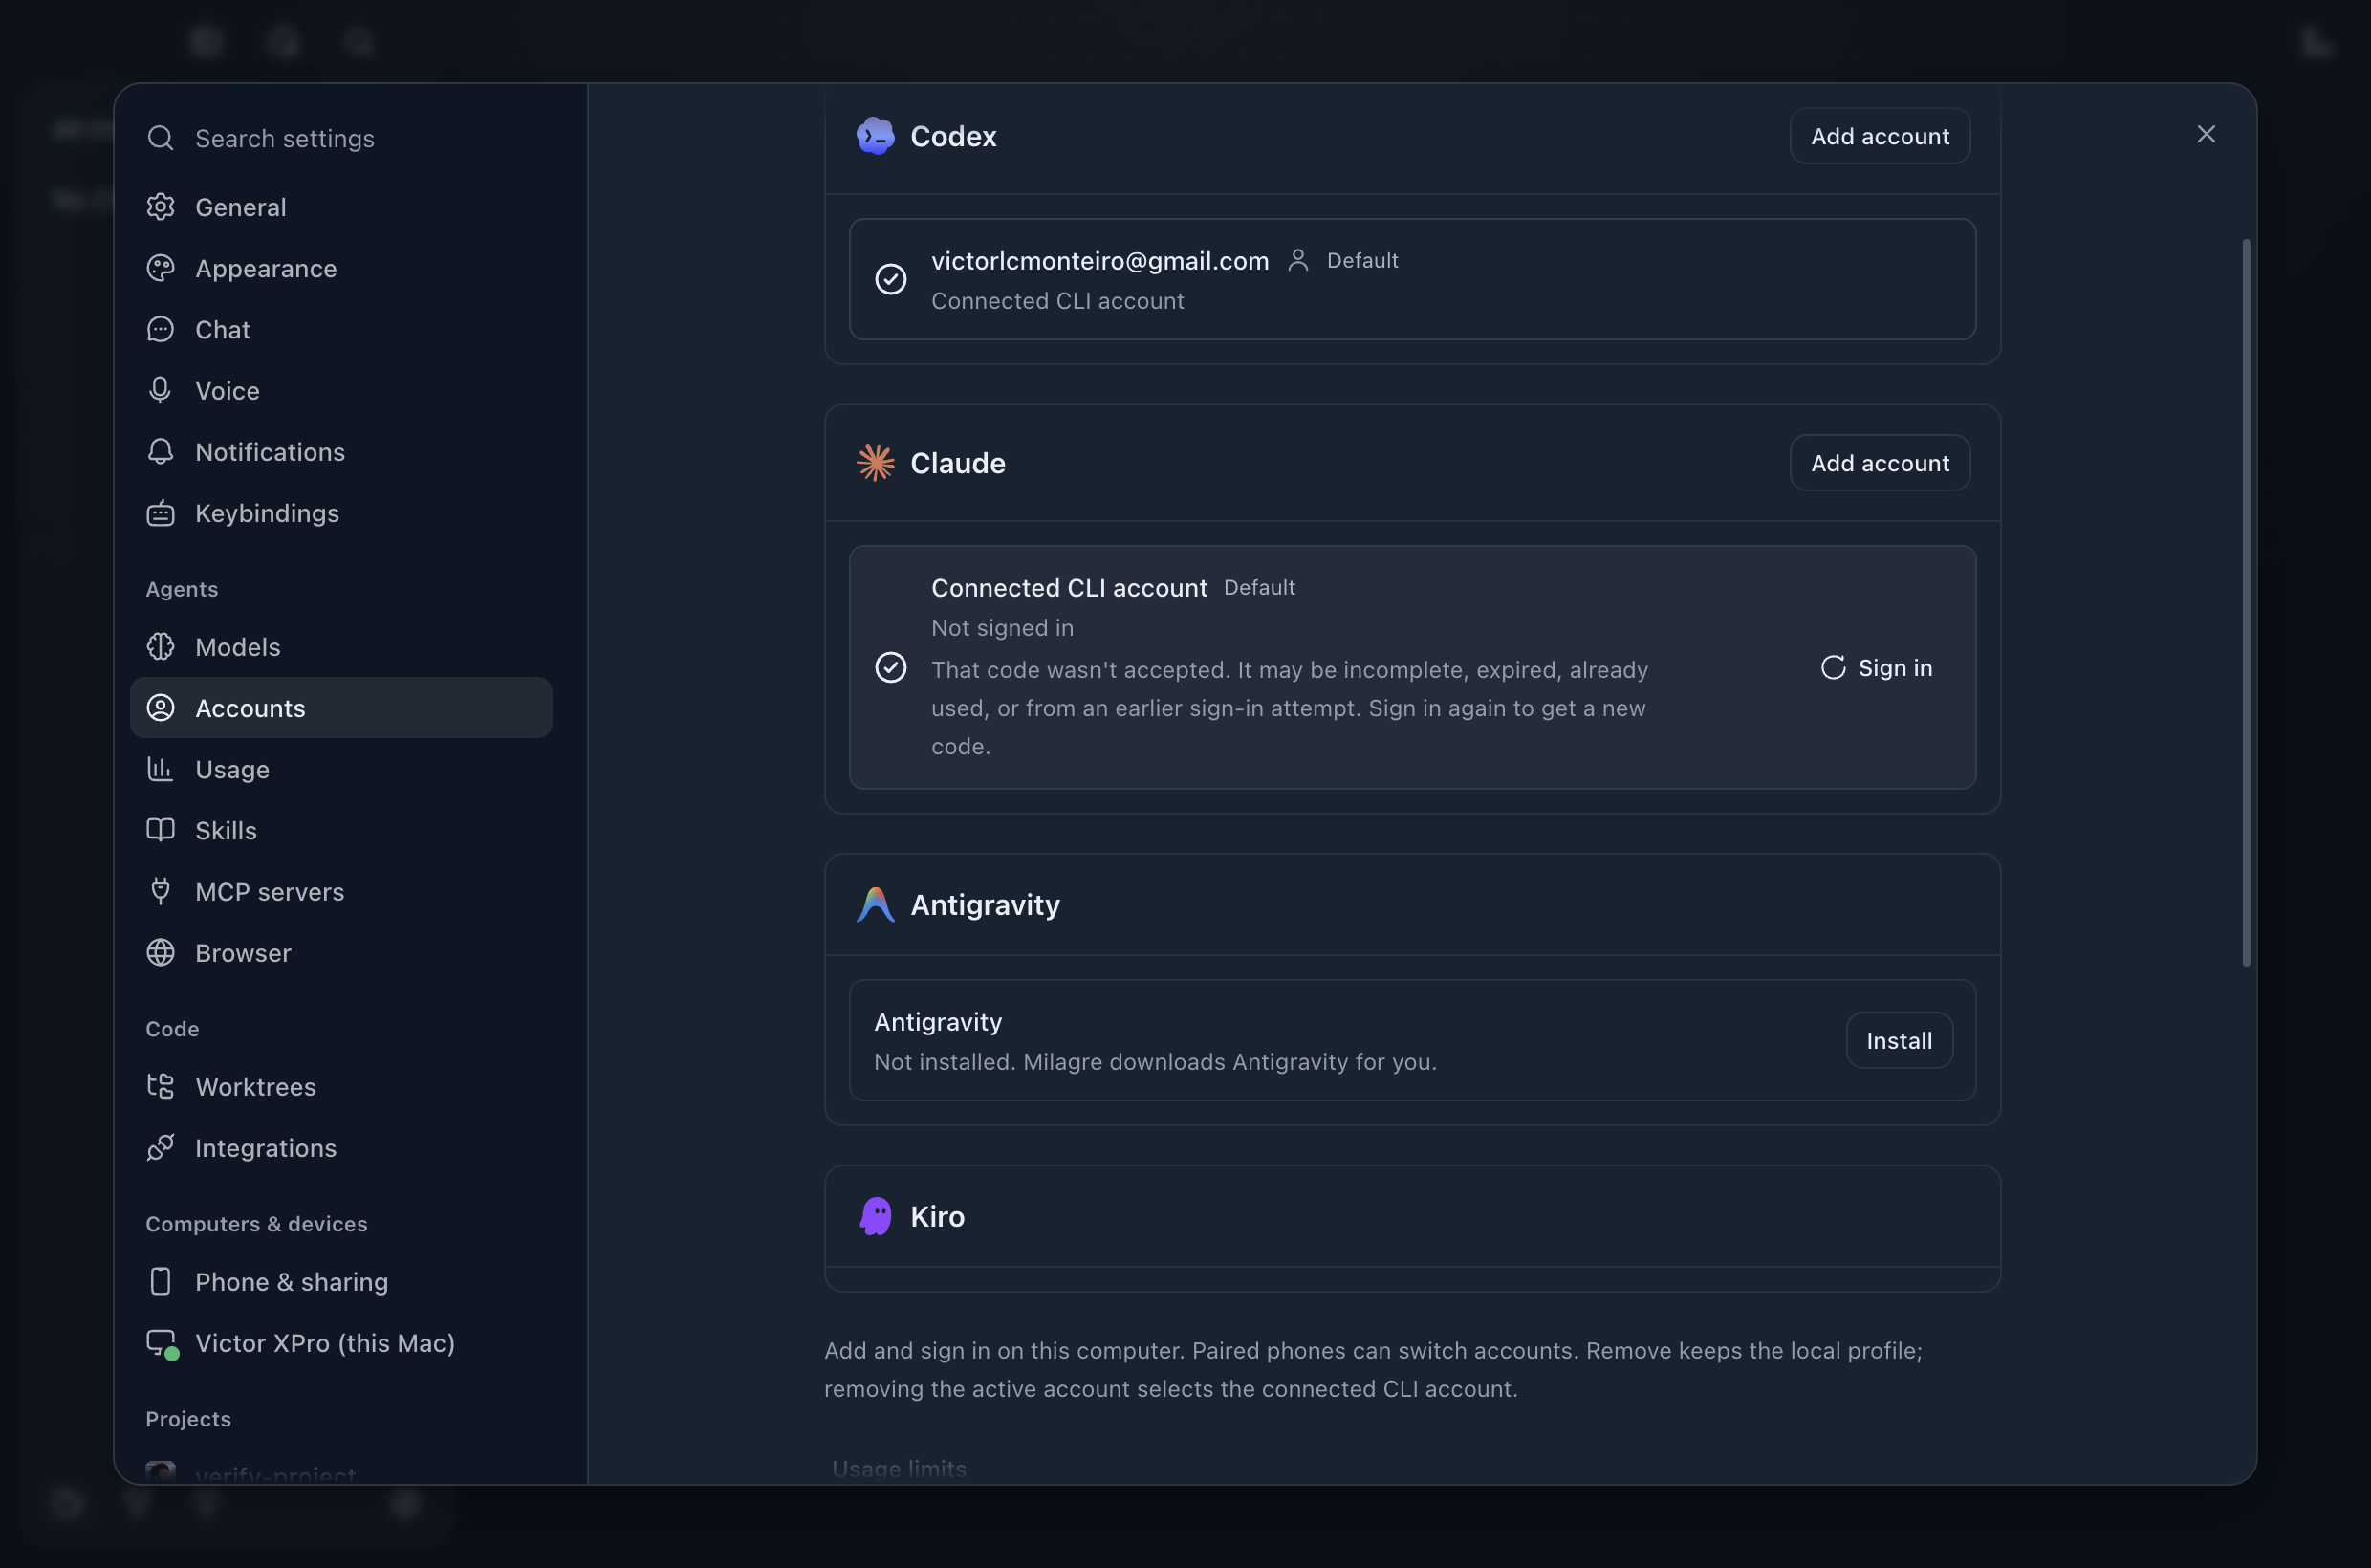 Search settings
General
Appearance
Chat
Voice
Notifications
Keybindings
Agents
Models
Accounts
Usage
Skills
MCP servers
Browser
Code
Worktrees
Integrations
Computers & devices
Phone & sharing
Victor XPro (this Mac)
Projects
verify-project
Codex
Add account
victorlcmonteiro@gmail.com Default
Connected CLI account
Claude
Add account
Connected CLI account Default
Not signed in
That code wasn't accepted. It may be incomplete, expired, already
used, or from an earlier sign-in attempt. Sign in again to get a new
code.
Sign in
Antigravity
Antigravity
Not installed. Milagre downloads Antigravity for you.
Install
Kiro
Add and sign in on this computer. Paired phones can switch accounts. Remove keeps the local profile;
removing the active account selects the connected CLI account.
Usage limits